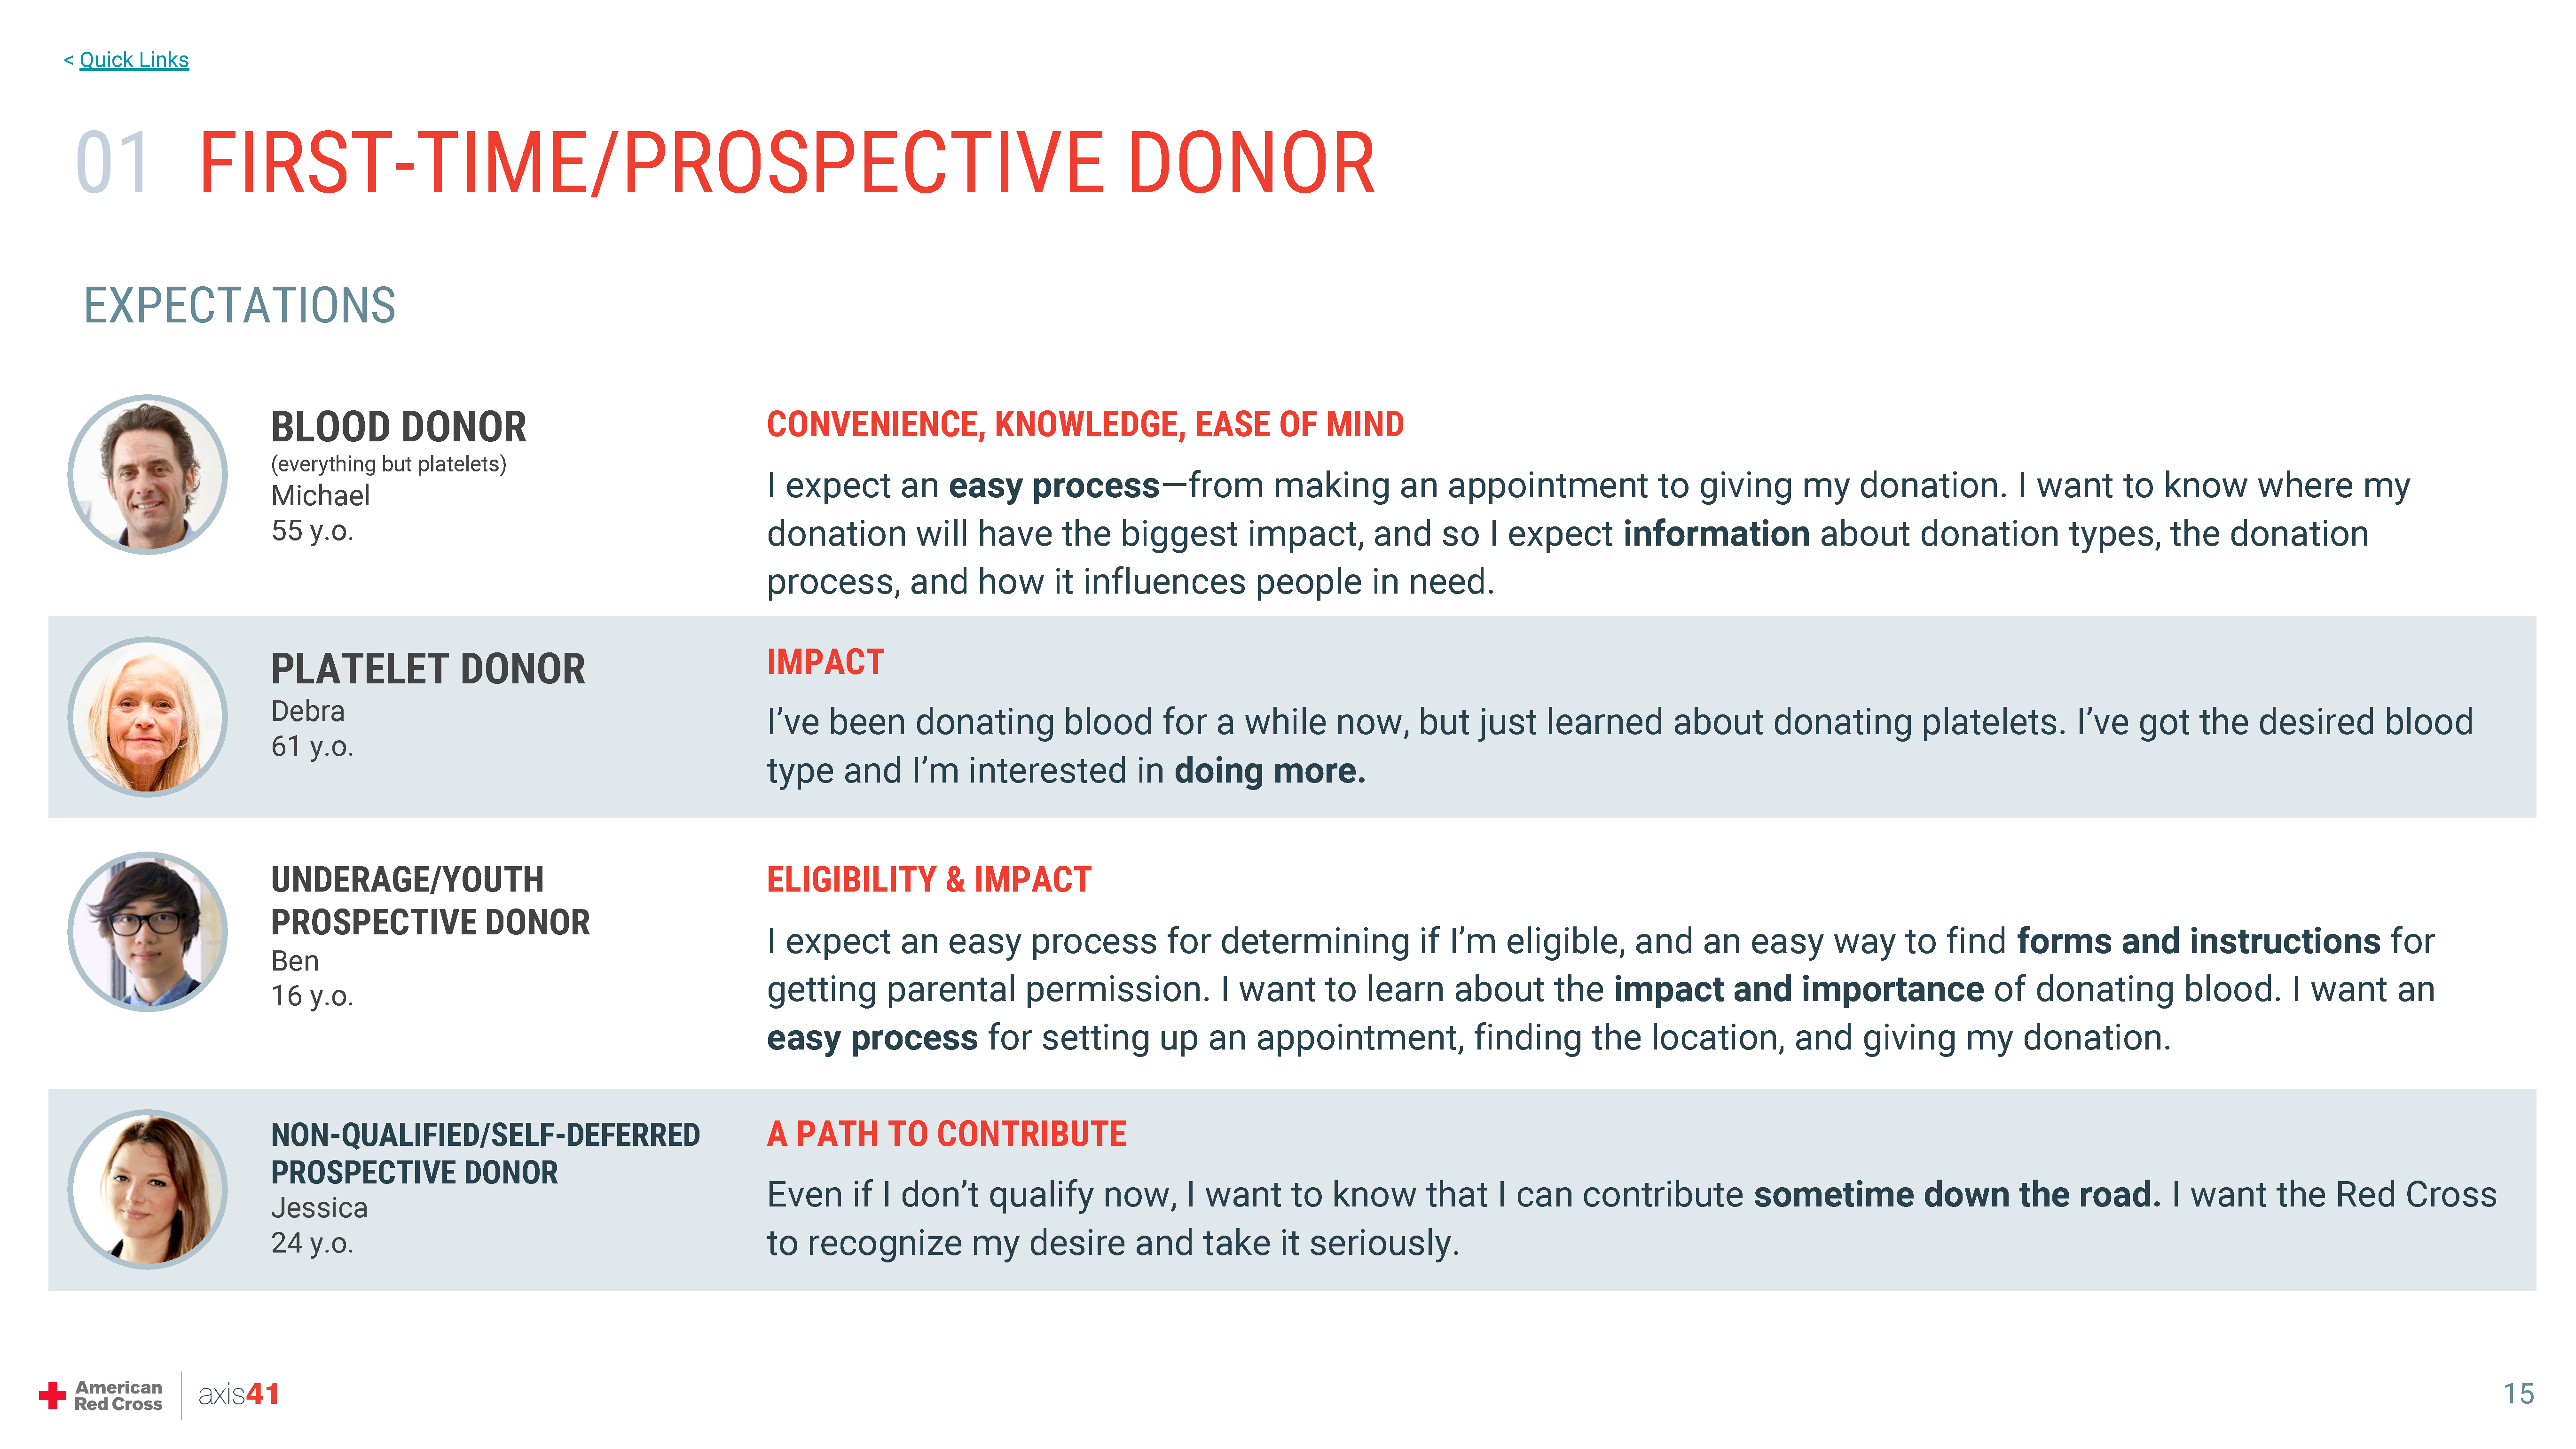 < Quick Links
01 FIRST-TIME/PROSPECTIVE DONOR
EXPECTATIONS
BLOOD DONOR
(everything but platelets)
Michael
55 y.o.
CONVENIENCE, KNOWLEDGE, EASE OF MIND
I expect an easy process—from making an appointment to giving my donation. I want to know where my
donation will have the biggest impact, and so I expect information about donation types, the donation
process, and how it influences people in need.
PLATELET DONOR
Debra
61 y.o.
IMPACT
I’ve been donating blood for a while now, but just learned about donating platelets. I’ve got the desired blood
type and I’m interested in doing more.
UNDERAGE/YOUTH
PROSPECTIVE DONOR
Ben
16 y.o.
ELIGIBILITY & IMPACT
I expect an easy process for determining if I’m eligible, and an easy way to find forms and instructions for
getting parental permission. I want to learn about the impact and importance of donating blood. I want an
easy process for setting up an appointment, finding the location, and giving my donation.
NON-QUALIFIED/SELF-DEFERRED
PROSPECTIVE DONOR
Jessica
24 y.o.
A PATH TO CONTRIBUTE
Even if I don’t qualify now, I want to know that I can contribute sometime down the road. I want the Red Cross
to recognize my desire and take it seriously.
American
Red Cross
axis41
15